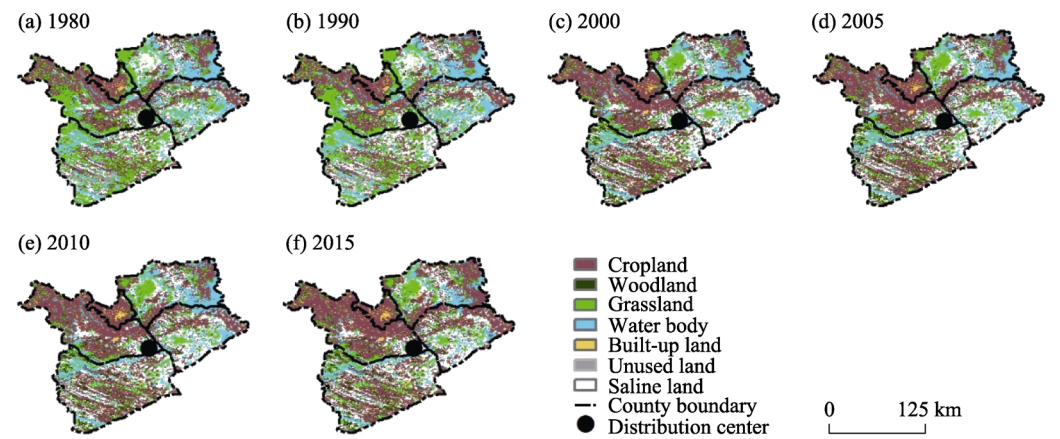 (a) 1980
(b) 1990
(c) 2000
(d) 2005
(e) 2010
(f) 2015
Cropland
Woodland
Grassland
Water body
Built-up land
Unused land
Saline land
County boundary
Distribution center
0 125 km